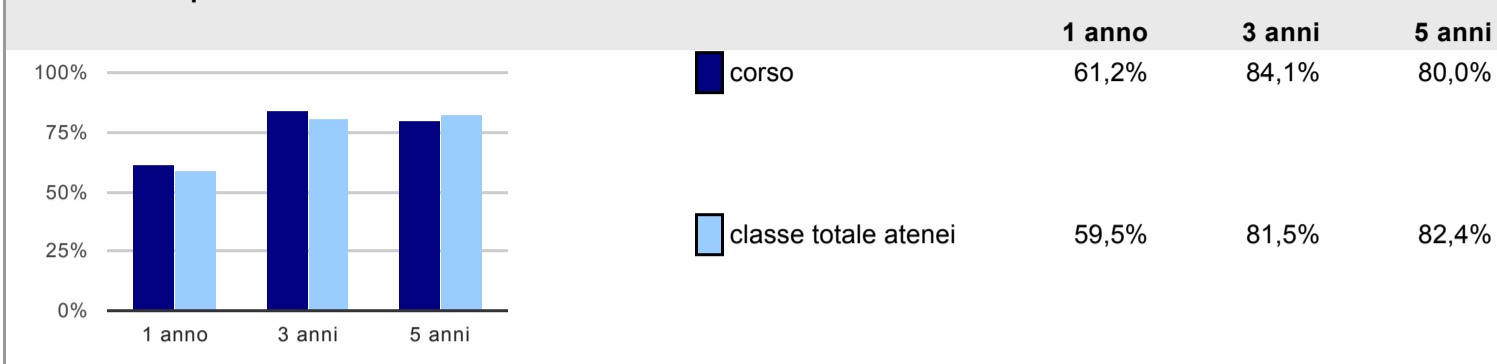 1 anno 3 anni 5 anni
100%
75%
50%
25%
0%
1 anno 3 anni 5 anni
corso 61,2% 84,1% 80,0%
classe totale atenei 59,5% 81,5% 82,4%